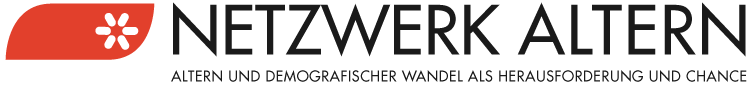 NETZWERK ALTERN
ALTERN UND DEMOGRAFISCHER WANDEL ALS HERAUSFORDERUNG UND CHANCE